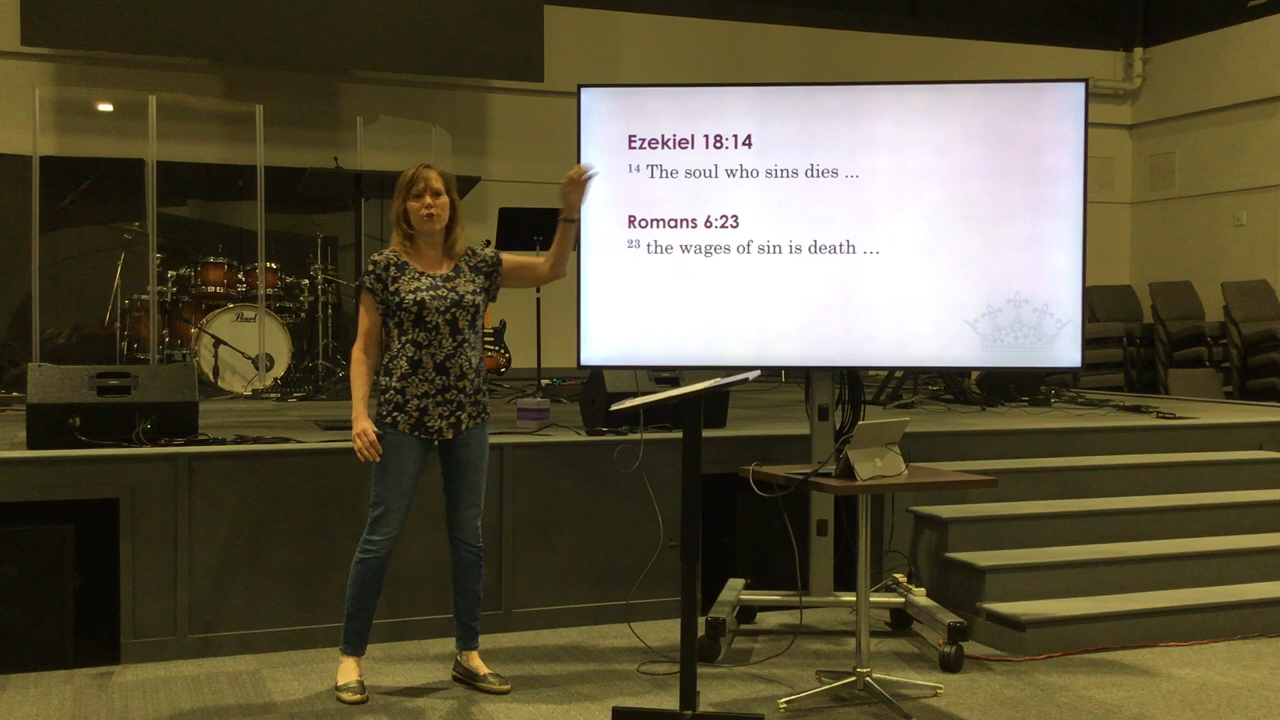 Ezekiel 18:14
14 The soul who sins dies ...
Romans 6:23
23 the wages of sin is death ...
Pearl